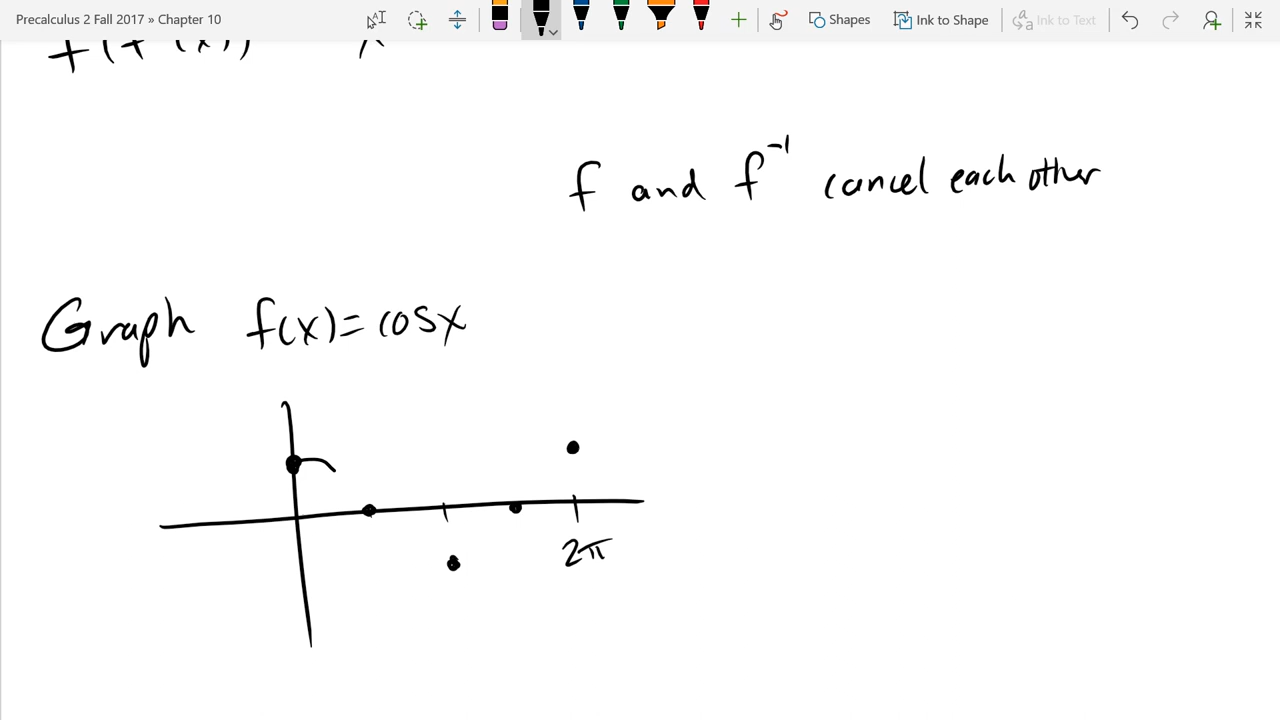 Precalculus 2 Fall 2017 » Chapter 10
Shapes
Ink to Shape
Ink to Text
f and f⁻¹ cancel each other
Graph f(x)=cosx
2π